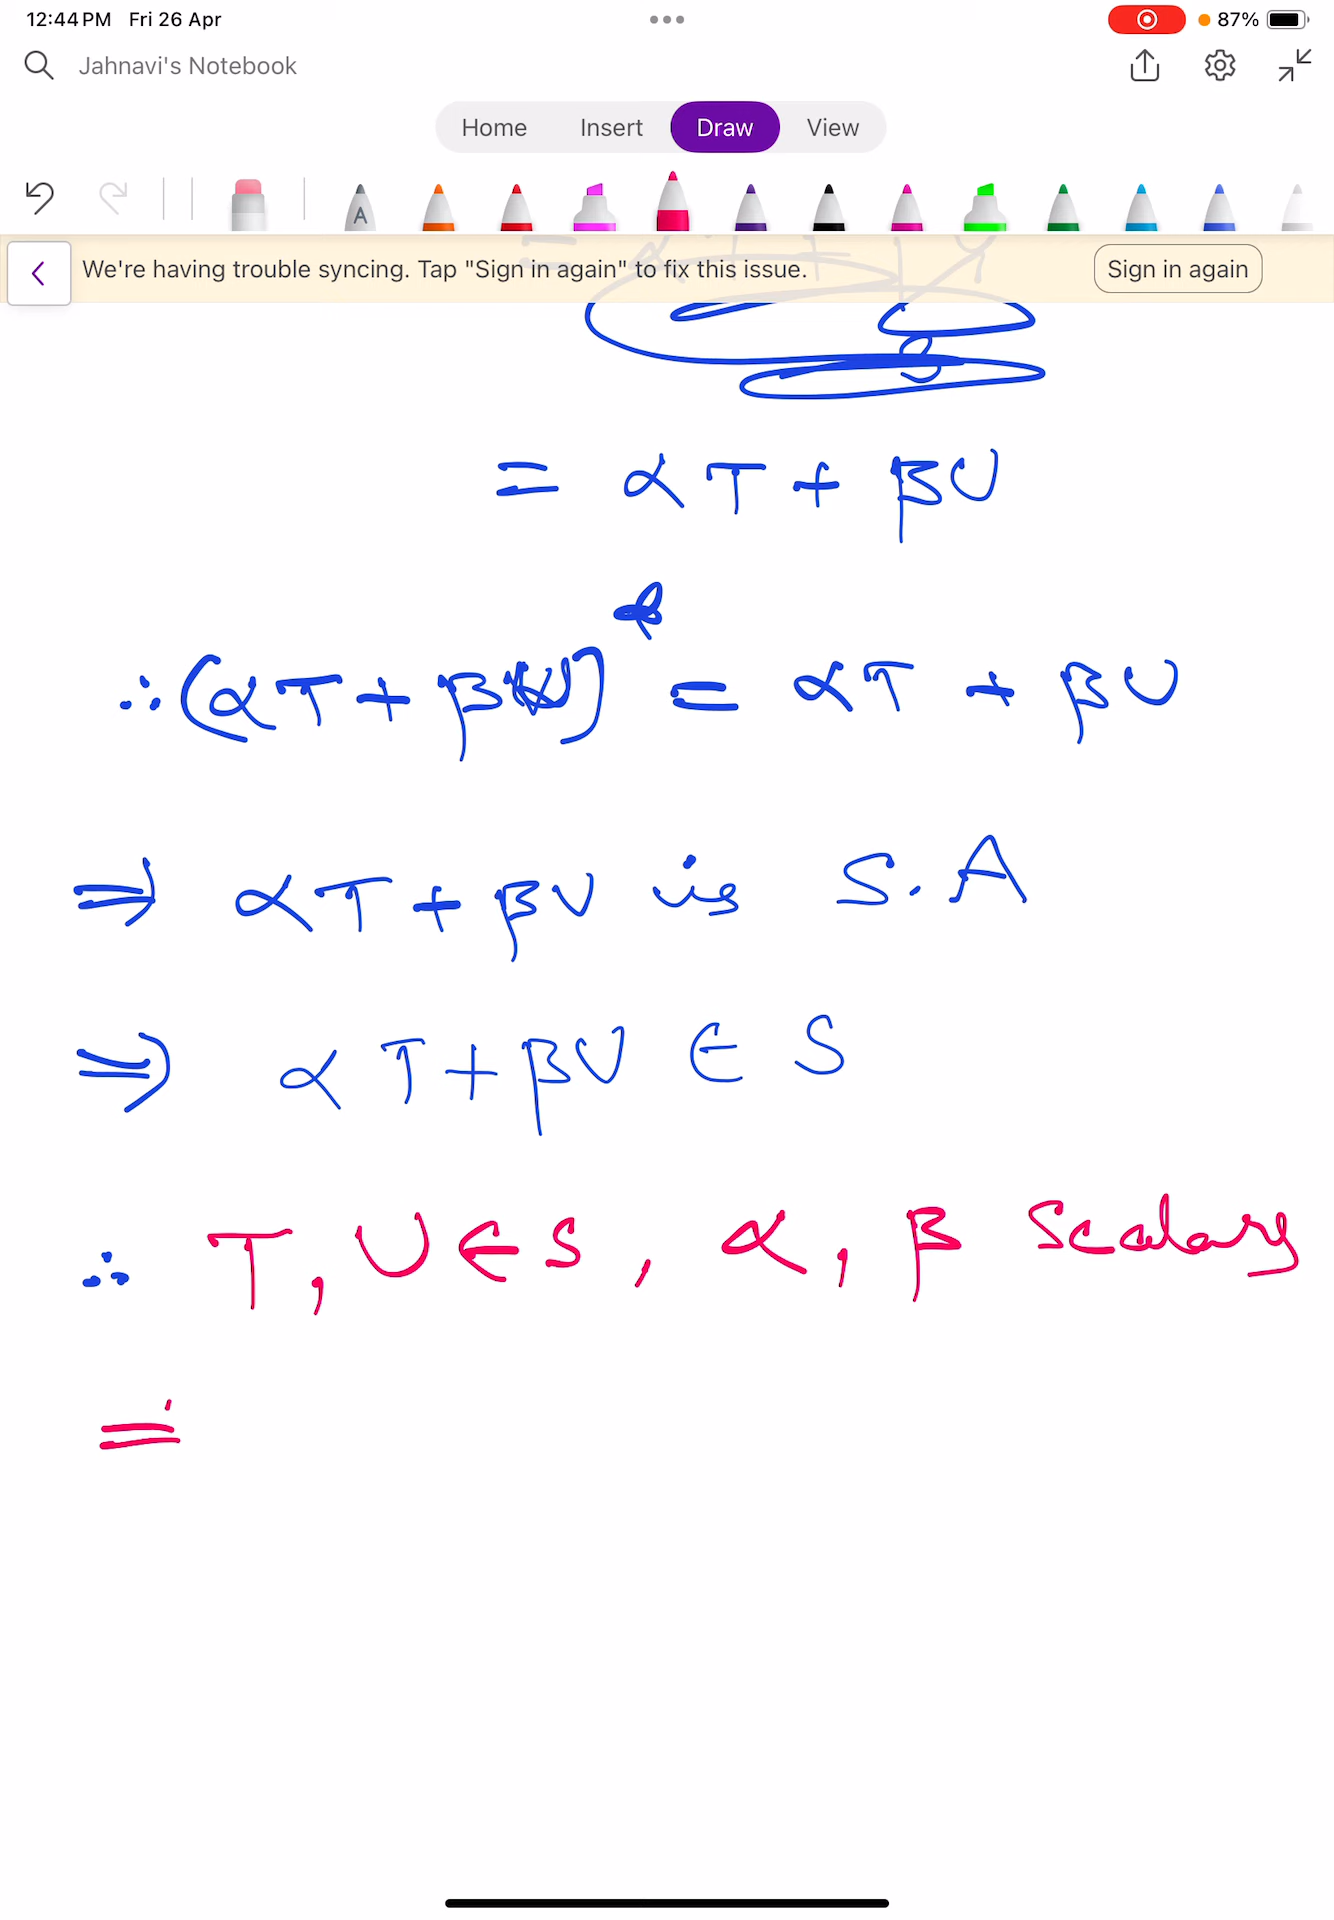 12:44 PM Fri 26 Apr
87%
Jahnavi's Notebook
Home Insert Draw View
A
We're having trouble syncing. Tap "Sign in again" to fix this issue.
Sign in again
= αT + βU
∴ (αT + βU)* = αT + βU
⇒ αT + βU is S.A
⇒ αT + βU ∈ S
∴ T, U ∈ S, α, β Scalars
=